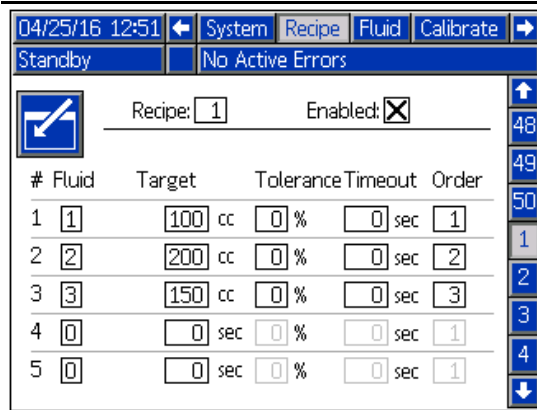 04/25/16 12:51 System Recipe Fluid Calibrate
Standby No Active Errors
Recipe: 1 Enabled: X
# Fluid Target Tolerance Timeout Order
1 1 100 cc 0 % 0 sec 1
2 2 200 cc 0 % 0 sec 2
3 3 150 cc 0 % 0 sec 3
4 0 0 sec 0 % 0 sec 1
5 0 0 sec 0 % 0 sec 1
48
49
50
1
2
3
4